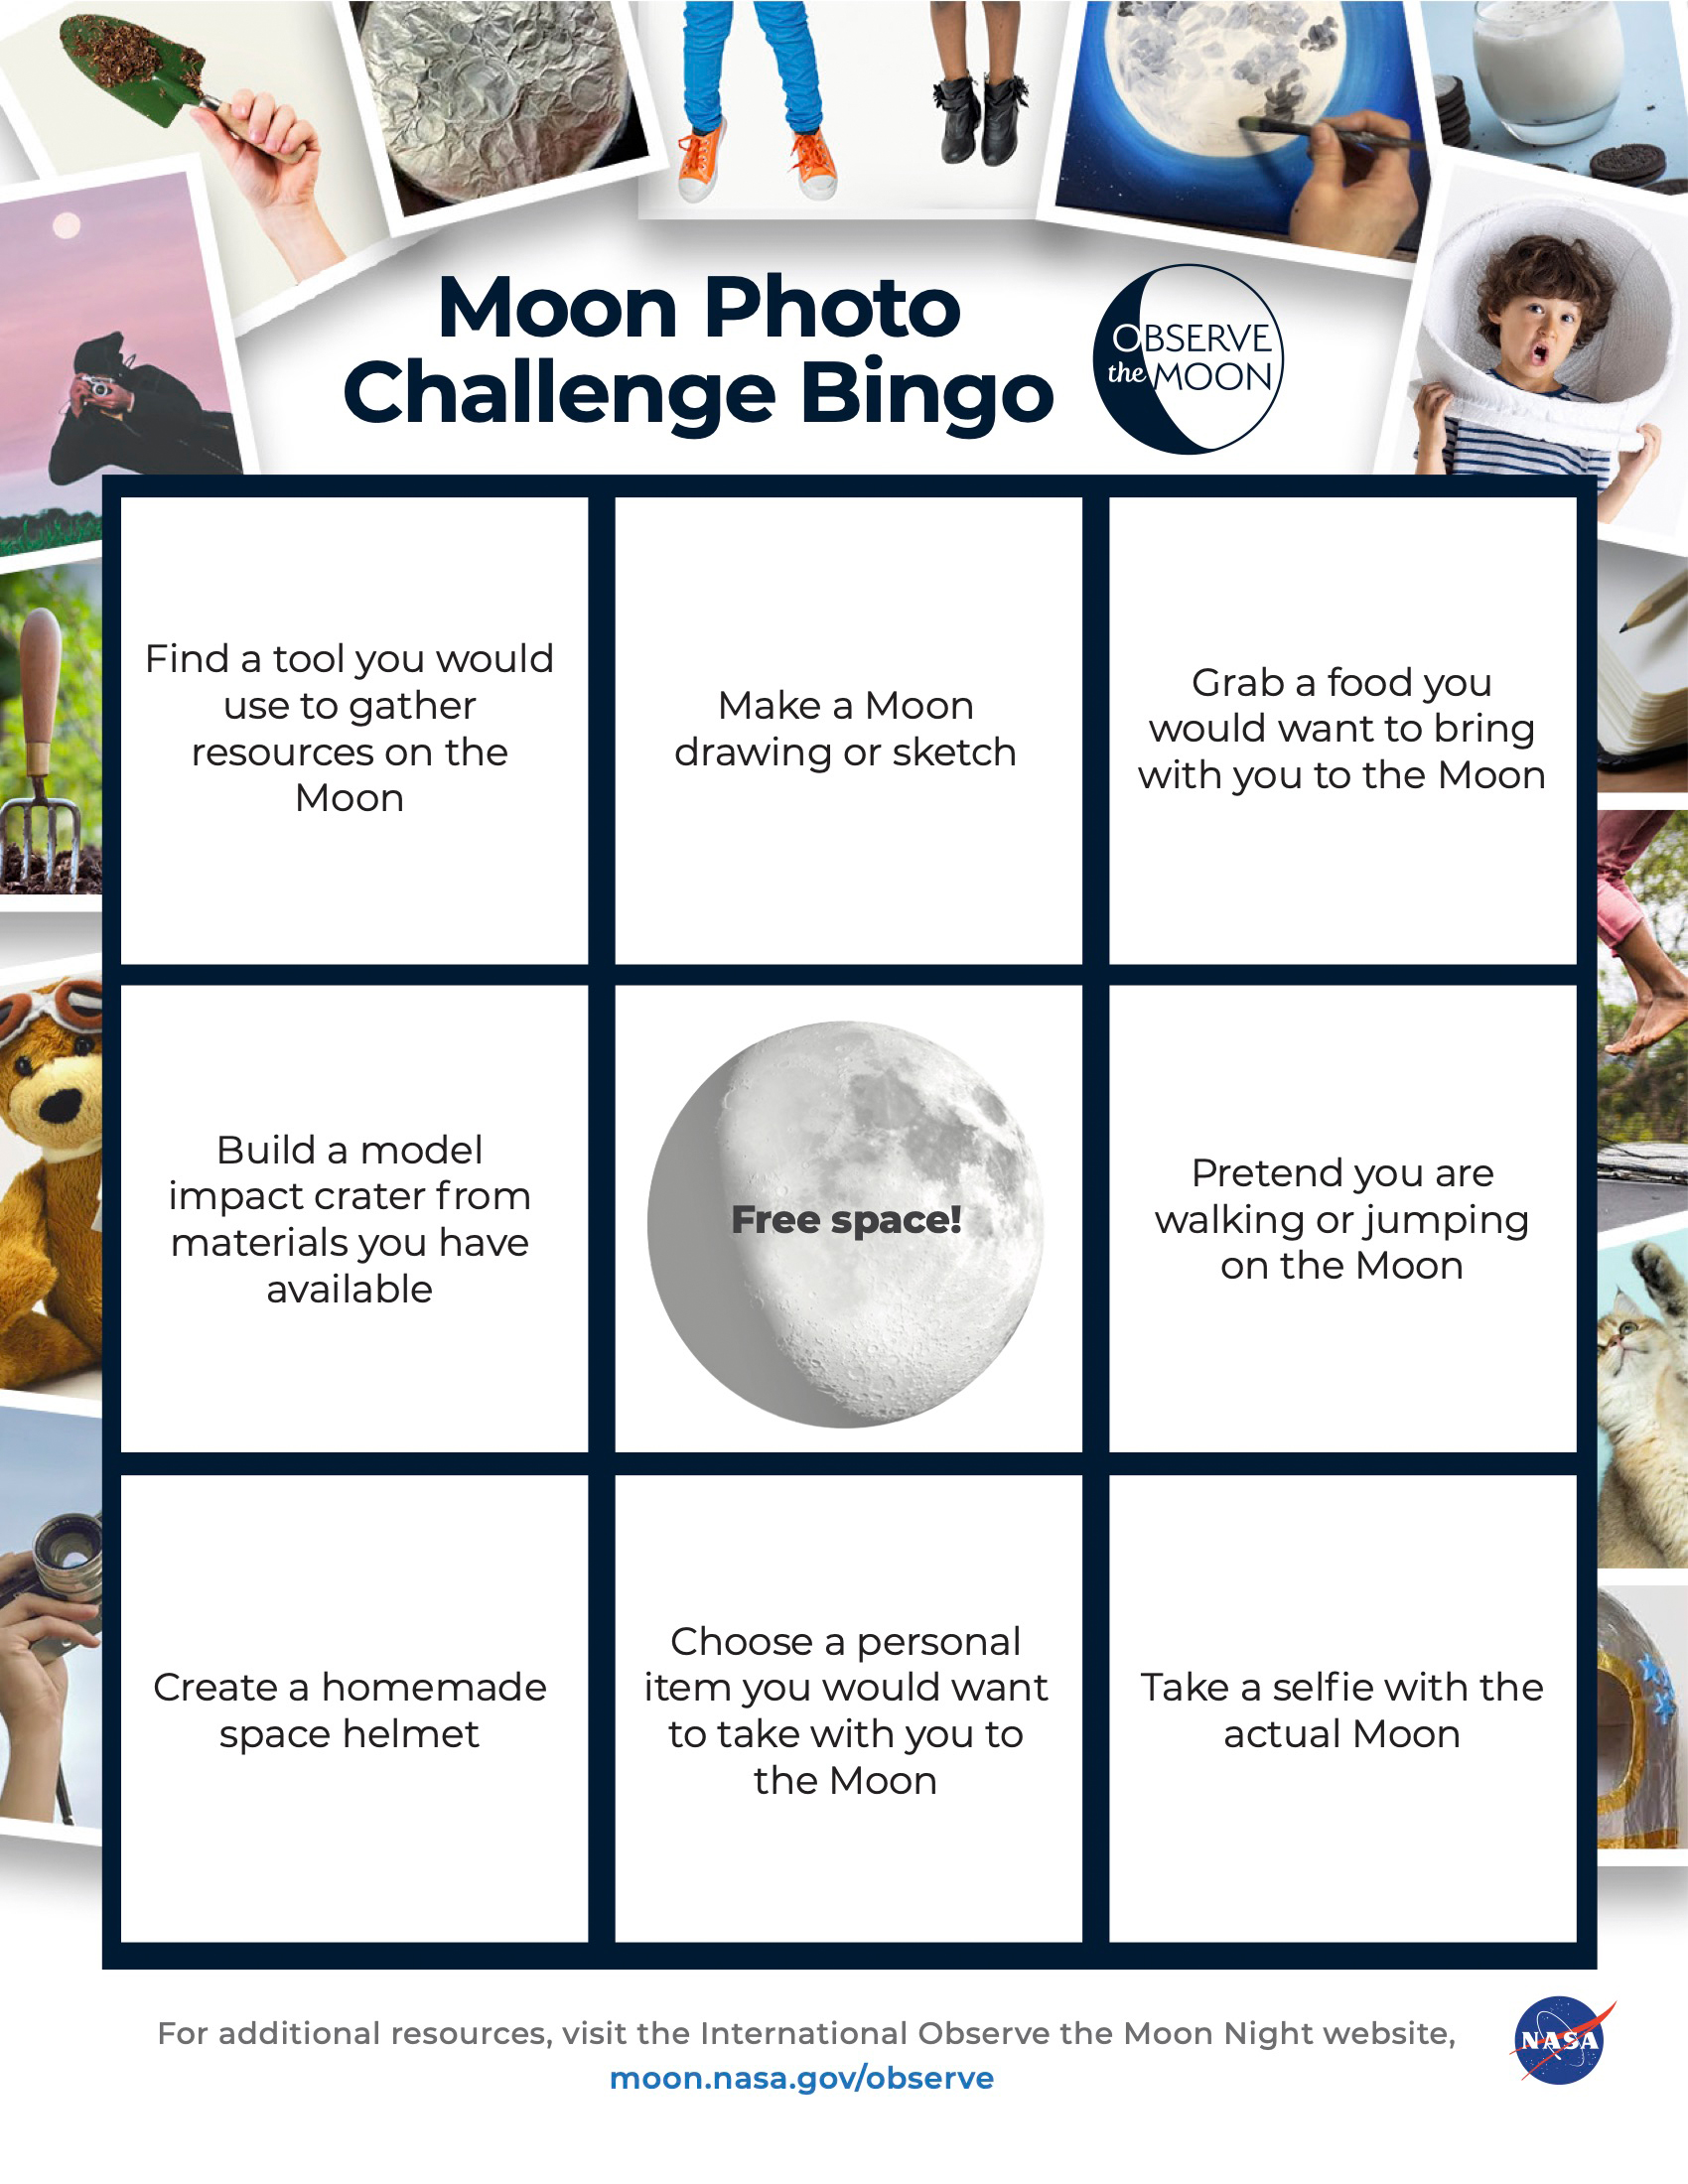 Moon Photo
Challenge Bingo
OBSERVE
the MOON
Find a tool you would
use to gather
resources on the
Moon
Make a Moon
drawing or sketch
Grab a food you
would want to bring
with you to the Moon
Build a model
impact crater from
materials you have
available
Free space!
Pretend you are
walking or jumping
on the Moon
Create a homemade
space helmet
Choose a personal
item you would want
to take with you to
the Moon
Take a selfie with the
actual Moon
For additional resources, visit the International Observe the Moon Night website,
moon.nasa.gov/observe
NASA